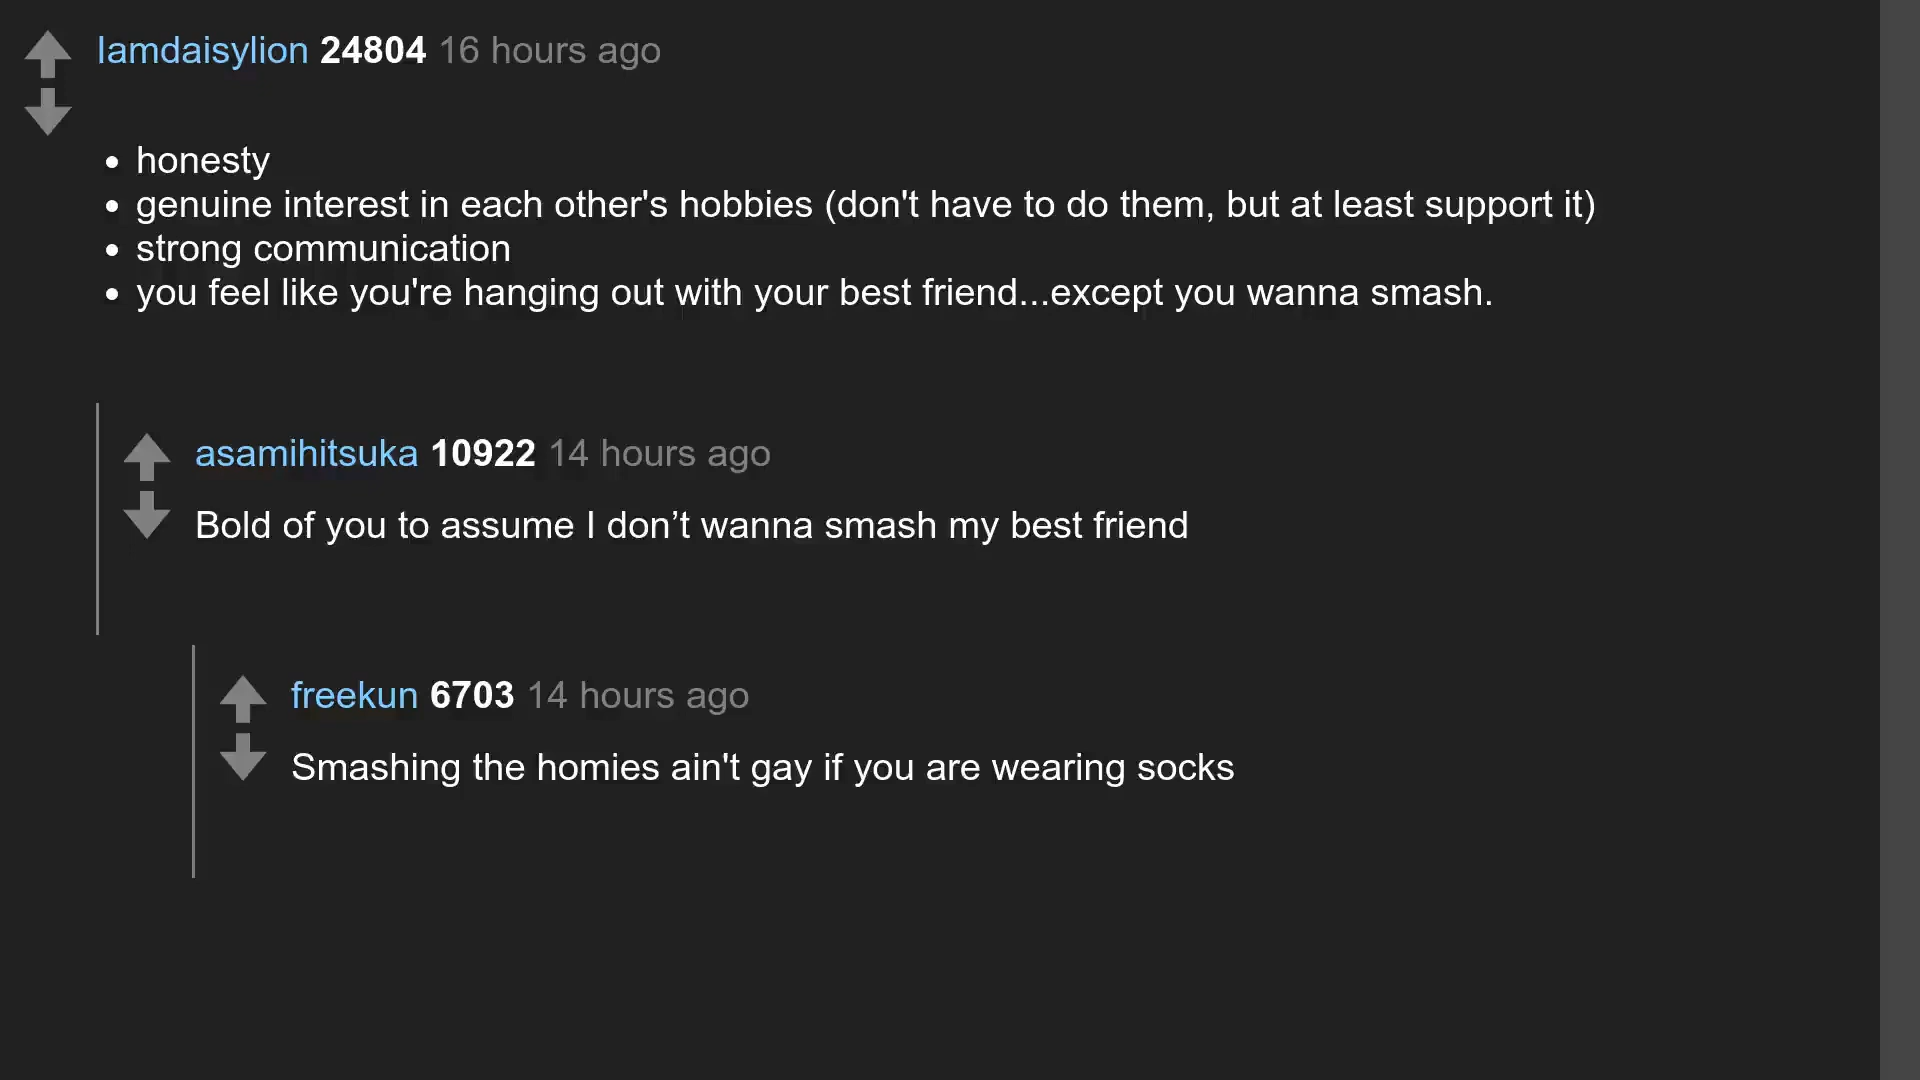 Iamdaisylion 24804 16 hours ago
• honesty
• genuine interest in each other's hobbies (don't have to do them, but at least support it)
• strong communication
• you feel like you're hanging out with your best friend...except you wanna smash.
asamihitsuka 10922 14 hours ago
Bold of you to assume I don’t wanna smash my best friend
freekun 6703 14 hours ago
Smashing the homies ain't gay if you are wearing socks